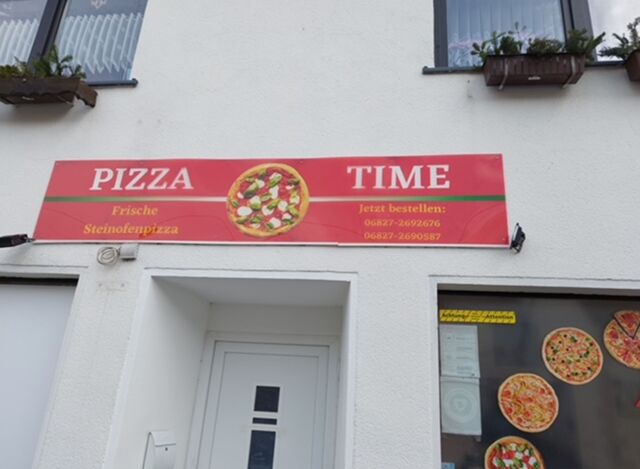 PIZZA TIME
Frische
Steinofenpizza
Jetzt bestellen:
06827-2692676
06827-2690587